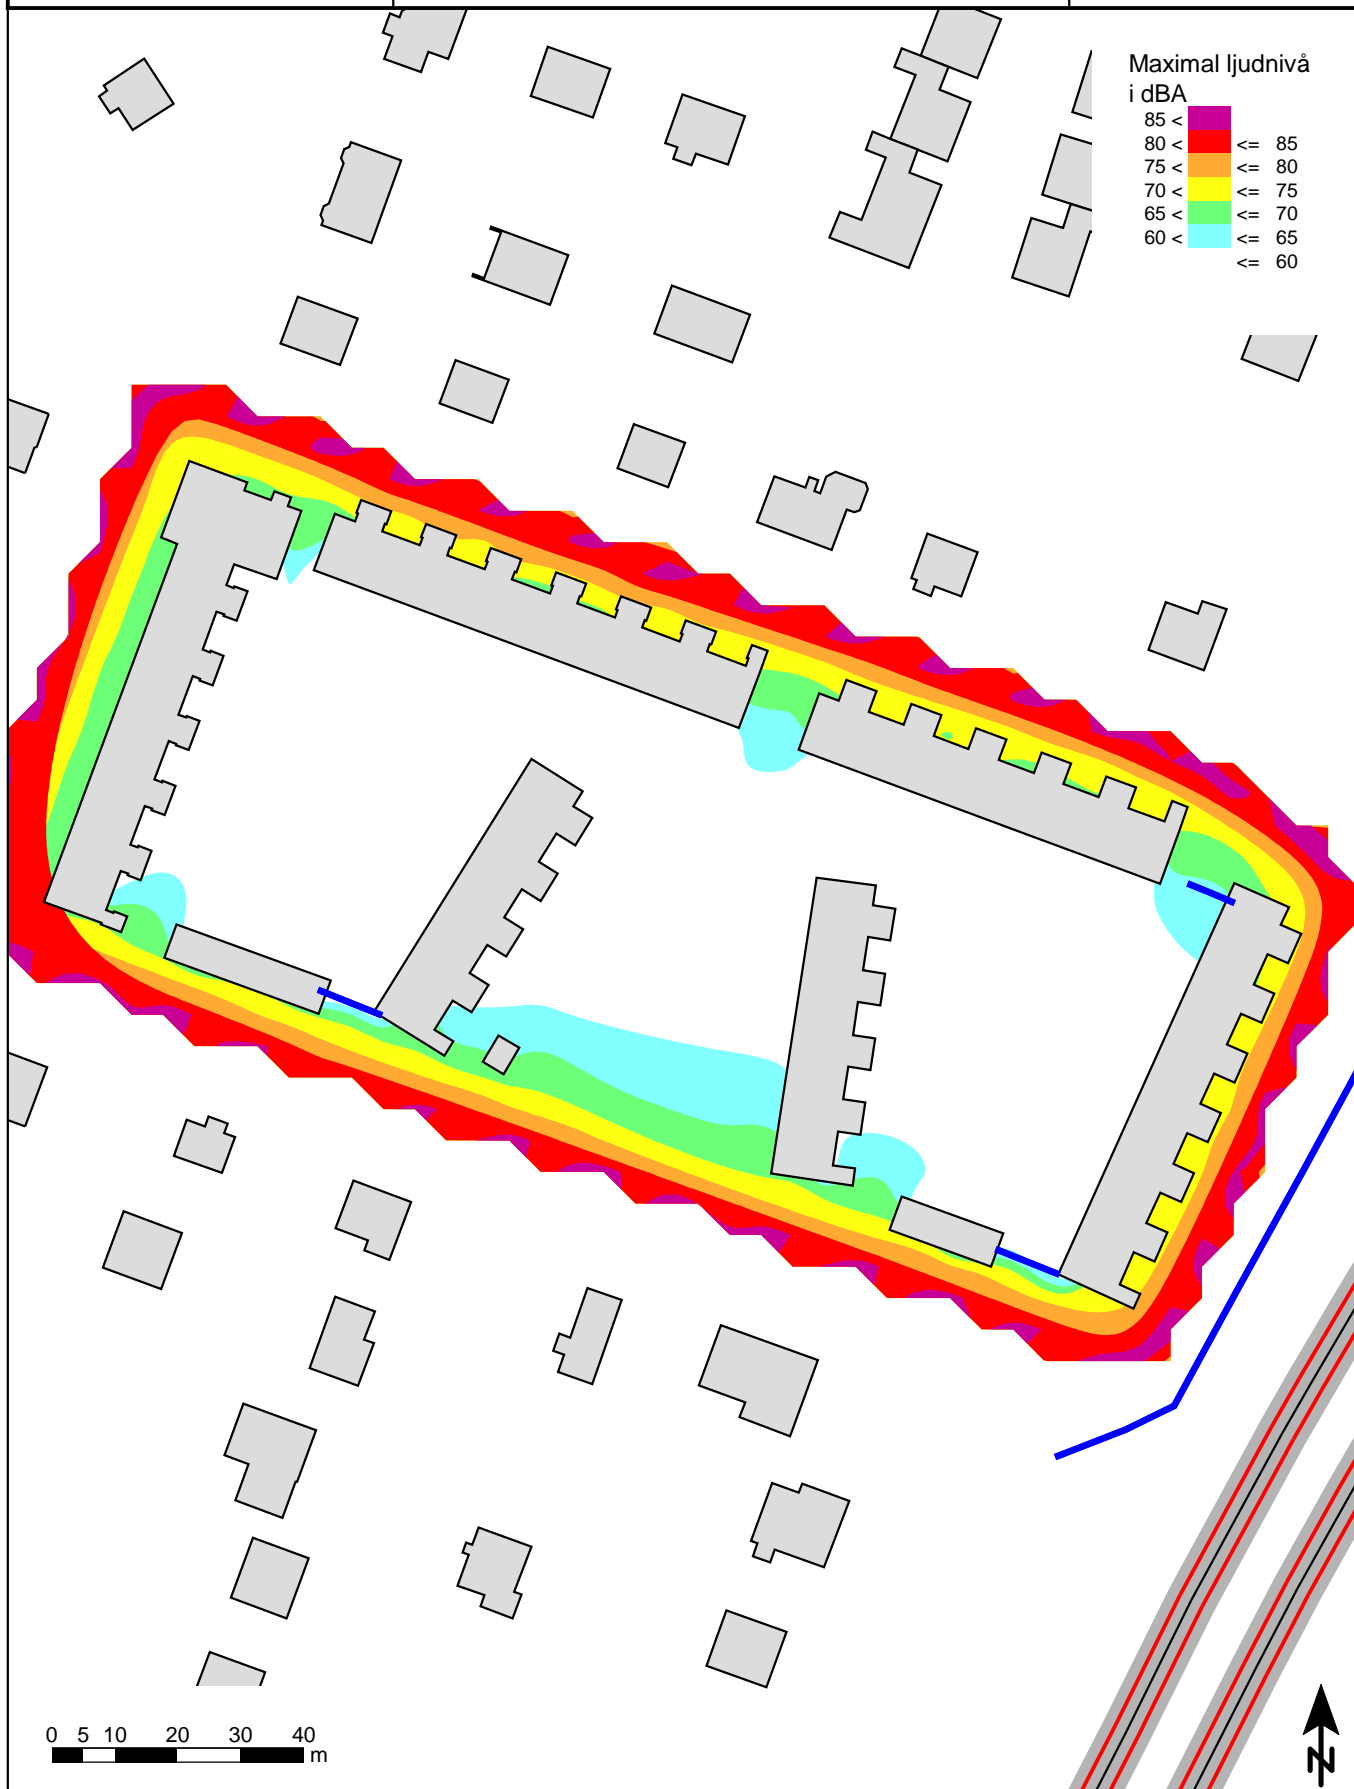 Maximal ljudnivå
i dBA
85 <
80 < <= 85
75 < <= 80
70 < <= 75
65 < <= 70
60 < <= 65
<= 60
0 5 10 20 30 40
m
N